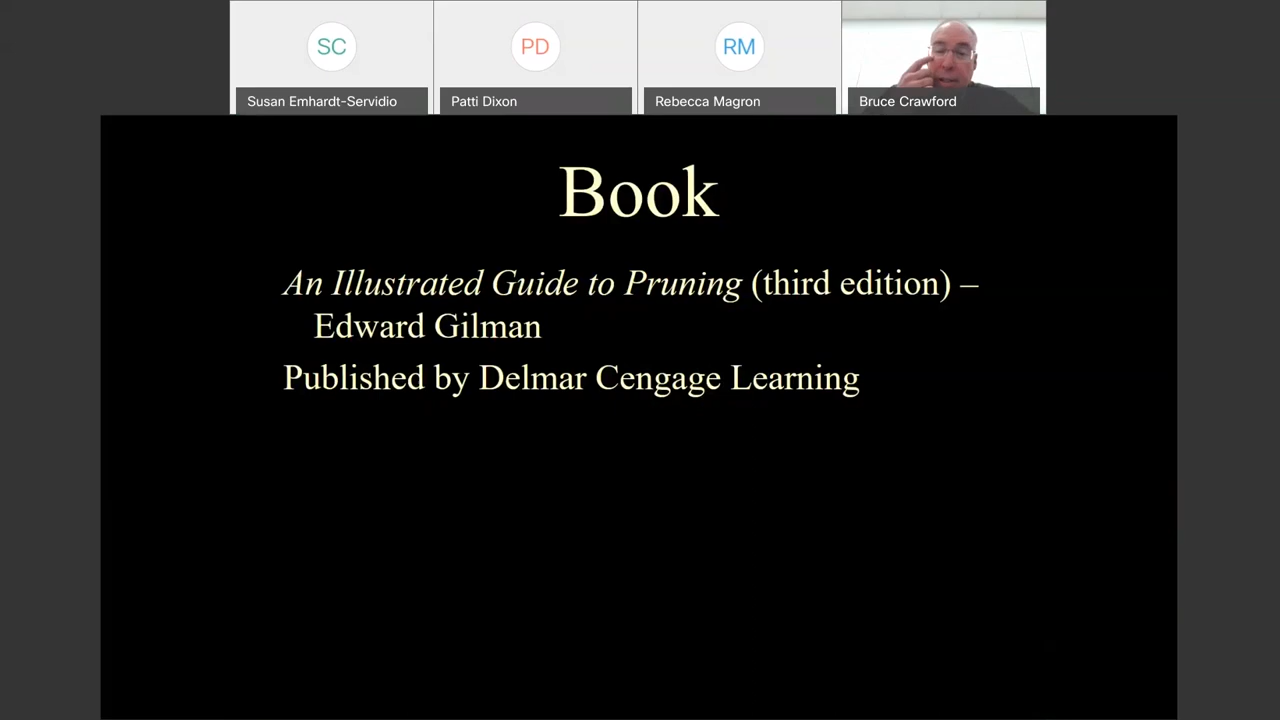 SC
PD
RM
Susan Emhardt-Servidio
Patti Dixon
Rebecca Magron
Bruce Crawford
Book
An Illustrated Guide to Pruning (third edition) –
Edward Gilman
Published by Delmar Cengage Learning